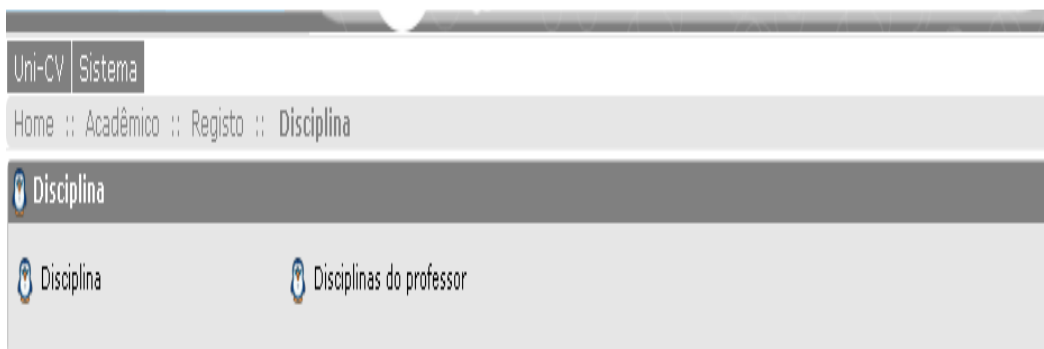 Uni-CV Sistema
Home :: Acadêmico :: Registo :: Disciplina
Disciplina
Disciplina Disciplinas do professor